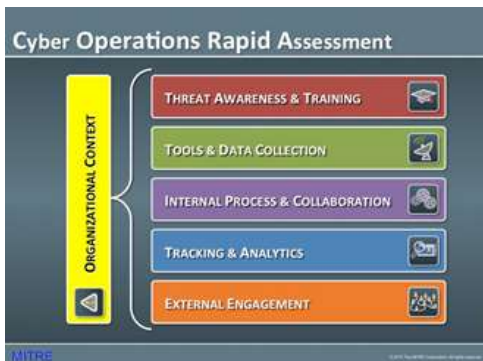 Cyber Operations Rapid Assessment
ORGANIZATIONAL CONTEXT
THREAT AWARENESS & TRAINING
TOOLS & DATA COLLECTION
INTERNAL PROCESS & COLLABORATION
TRACKING & ANALYTICS
EXTERNAL ENGAGEMENT
MITRE